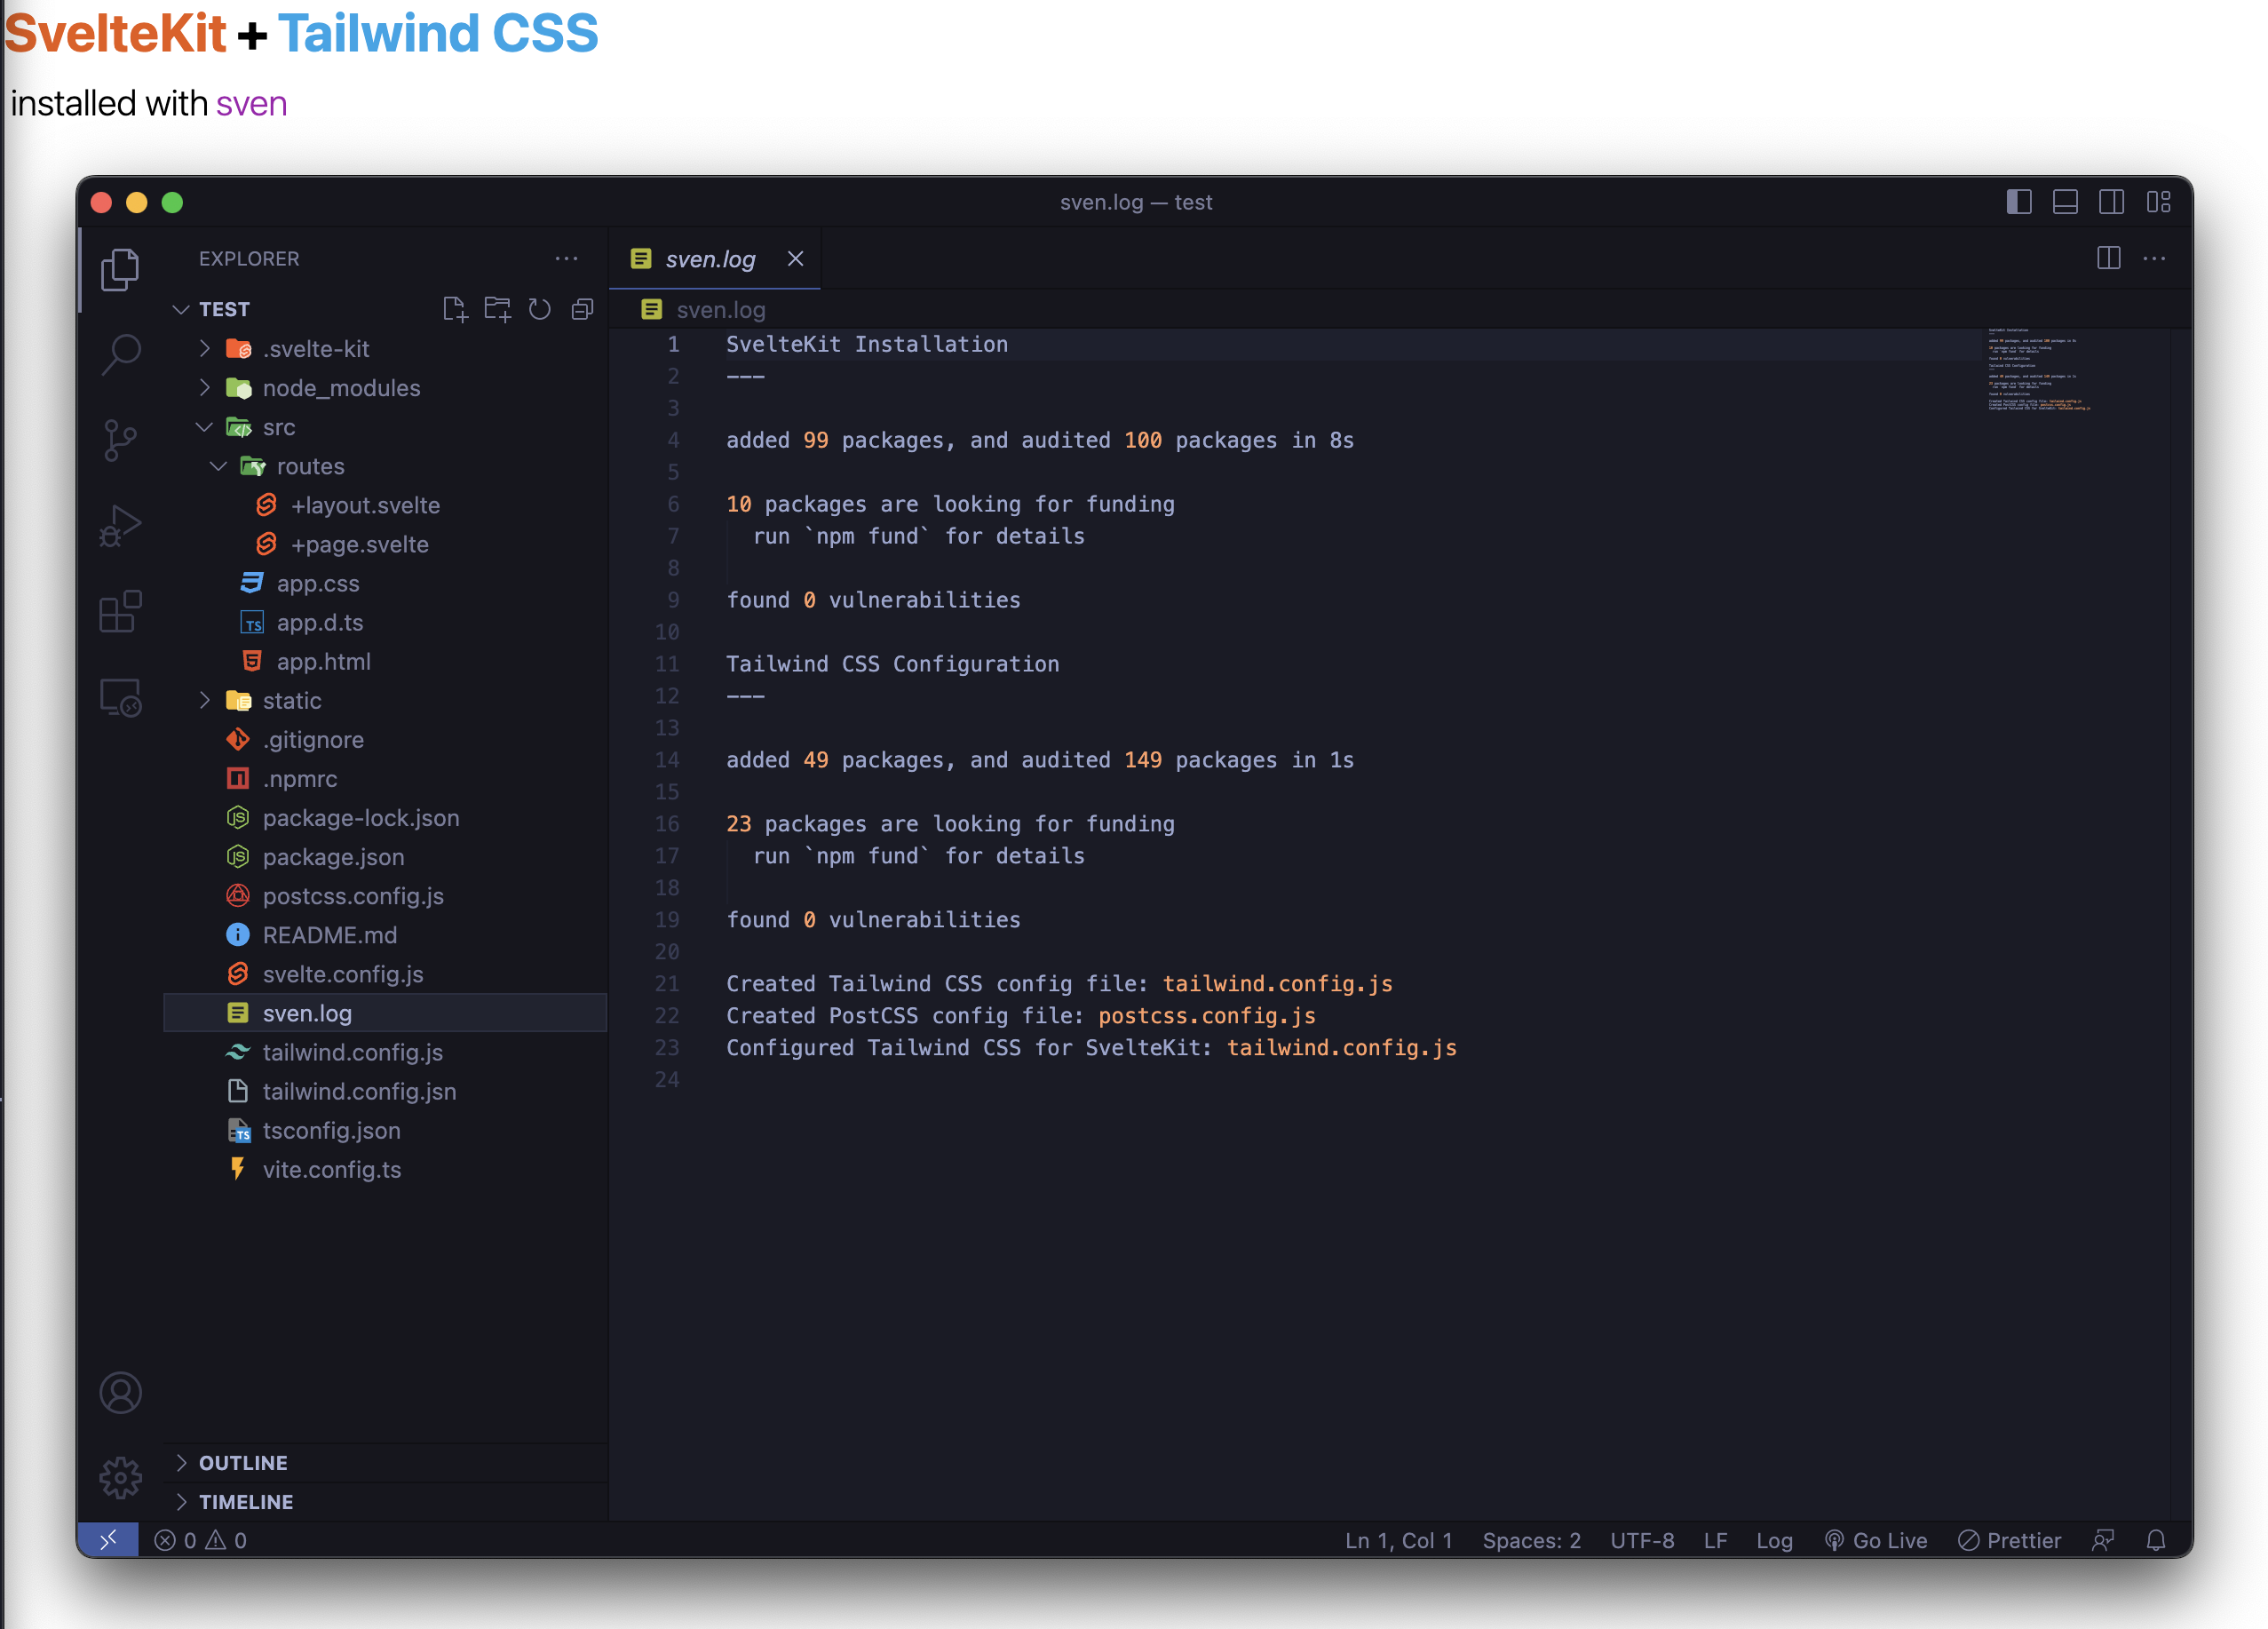 SvelteKit + Tailwind CSS
installed with sven
sven.log — test
EXPLORER
sven.log
TEST
sven.log
.svelte-kit
node_modules
src
routes
+layout.svelte
+page.svelte
app.css
TS app.d.ts
app.html
static
.gitignore
.npmrc
JS package-lock.json
JS package.json
postcss.config.js
README.md
svelte.config.js
sven.log
tailwind.config.js
tailwind.config.jsn
TS tsconfig.json
vite.config.ts
OUTLINE
TIMELINE
1 SvelteKit Installation
2 ---
3
4 added 99 packages, and audited 100 packages in 8s
5
6 10 packages are looking for funding
7 run `npm fund` for details
8
9 found 0 vulnerabilities
10
11 Tailwind CSS Configuration
12 ---
13
14 added 49 packages, and audited 149 packages in 1s
15
16 23 packages are looking for funding
17 run `npm fund` for details
18
19 found 0 vulnerabilities
20
21 Created Tailwind CSS config file: tailwind.config.js
22 Created PostCSS config file: postcss.config.js
23 Configured Tailwind CSS for SvelteKit: tailwind.config.js
24
0 0 Ln 1, Col 1 Spaces: 2 UTF-8 LF Log Go Live Prettier